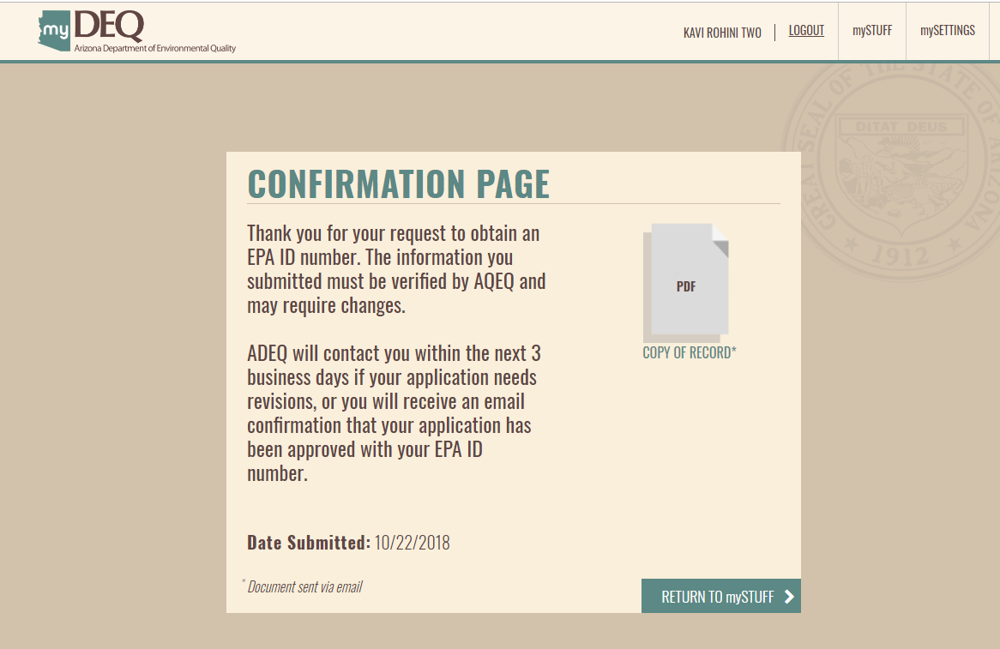 my DEQ
Arizona Department of Environmental Quality
KAVI ROHINI TWO
LOGOUT
mySTUFF
mySETTINGS
GREAT SEAL OF THE STATE OF ARIZONA
DITAT DEUS
1912
CONFIRMATION PAGE
Thank you for your request to obtain an
EPA ID number. The information you
submitted must be verified by AQEQ and
may require changes.
ADEQ will contact you within the next 3
business days if your application needs
revisions, or you will receive an email
confirmation that your application has
been approved with your EPA ID
number.
PDF
COPY OF RECORD*
Date Submitted: 10/22/2018
* Document sent via email
RETURN TO mySTUFF